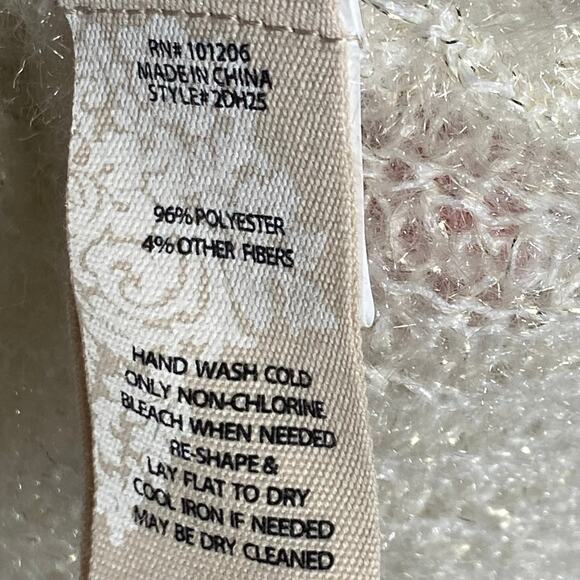 RN# 101206
MADE IN CHINA
STYLE# 2DH25
96% POLYESTER
4% OTHER FIBERS
HAND WASH COLD
ONLY NON-CHLORINE
BLEACH WHEN NEEDED
RE-SHAPE &
LAY FLAT TO DRY
COOL IRON IF NEEDED
MAY BE DRY CLEANED